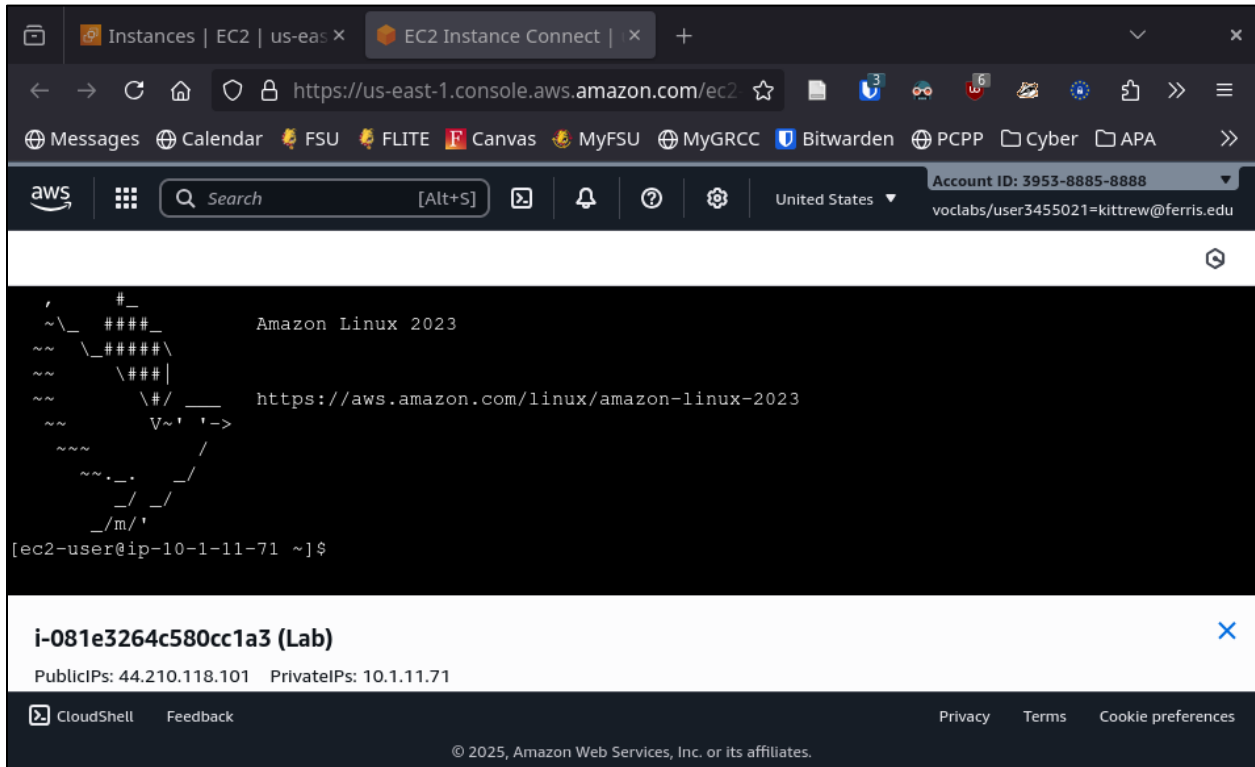 Instances | EC2 | us-eas
EC2 Instance Connect |
https://us-east-1.console.aws.amazon.com/ec2
3
6
Messages Calendar FSU FLITE Canvas MyFSU MyGRCC Bitwarden PCPP Cyber APA
aws
Search [Alt+S]
United States
Account ID: 3953-8885-8888
voclabs/user3455021=kittrew@ferris.edu
   ,     #_
   ~\_  ####_        Amazon Linux 2023
  ~~  \_#####\
  ~~     \###|
  ~~       \#/ ___   https://aws.amazon.com/linux/amazon-linux-2023
   ~~       V~' '->
    ~~~         /
      ~~._.   _/
         _/ _/
       _/m/'
[ec2-user@ip-10-1-11-71 ~]$
i-081e3264c580cc1a3 (Lab)
PublicIPs: 44.210.118.101 PrivateIPs: 10.1.11.71
CloudShell Feedback Privacy Terms Cookie preferences
© 2025, Amazon Web Services, Inc. or its affiliates.